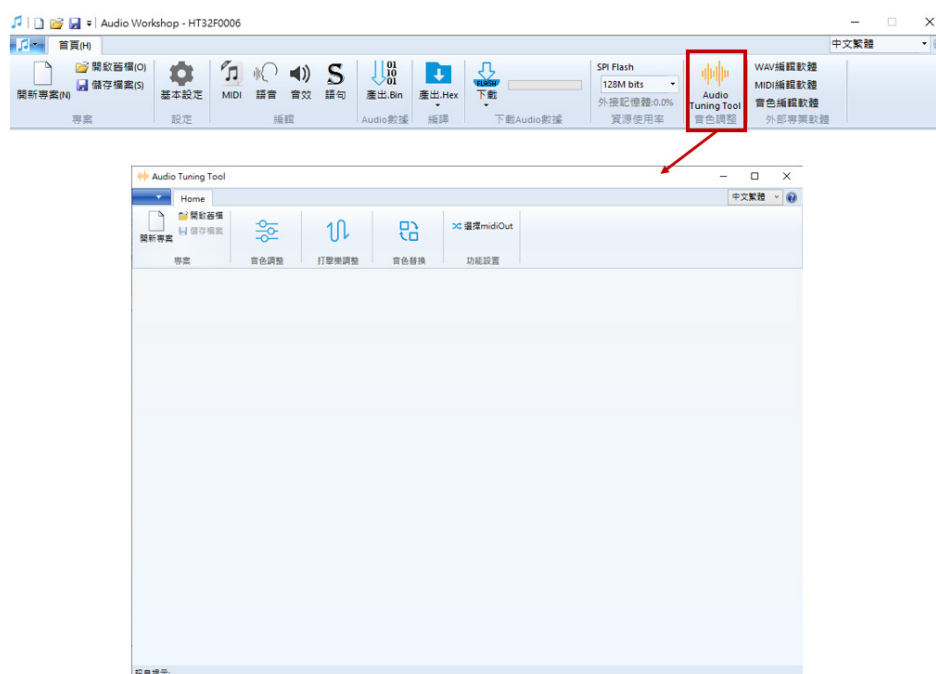 Audio Workshop - HT32F0006
首頁(H)
中文繁體
開新專案(N)
開啟舊檔(O)
儲存檔案(S)
專案
基本設定
設定
MIDI
語音
音效
S
語句
編輯
01
10
01
產出.Bin
Audio數據
產出.Hex
編譯
FLASH
下載
下載Audio數據
SPI Flash
128M bits
外接記憶體:0.0%
資源使用率
Audio
Tuning Tool
音色調整
WAV編輯軟體
MIDI編輯軟體
音色編輯軟體
外部專業軟體
Audio Tuning Tool
Home
中文繁體
開新專案
開啟舊檔
儲存檔案
專案
音色調整
打擊樂調整
音色替換
選擇midiOut
功能設置